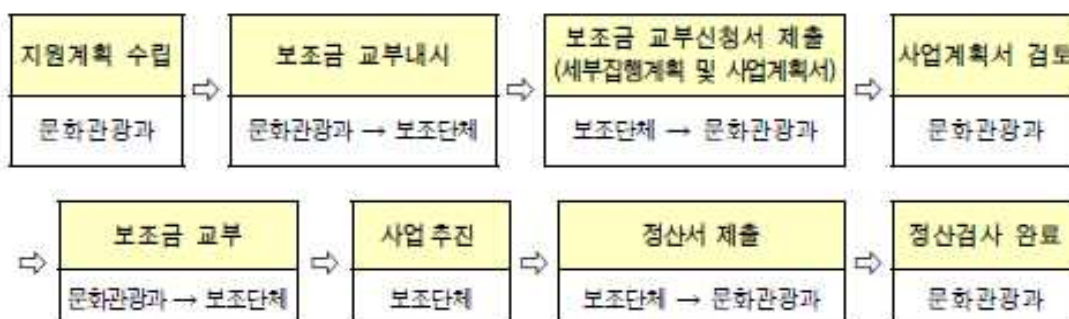 지원계획 수립
문화관광과
⇨
보조금 교부내시
문화관광과 → 보조단체
⇨
보조금 교부신청서 제출
(세부집행계획 및 사업계획서)
보조단체 → 문화관광과
⇨
사업계획서 검토
문화관광과
⇨
보조금 교부
문화관광과 → 보조단체
⇨
사업 추진
보조단체
⇨
정산서 제출
보조단체 → 문화관광과
⇨
정산검사 완료
문화관광과